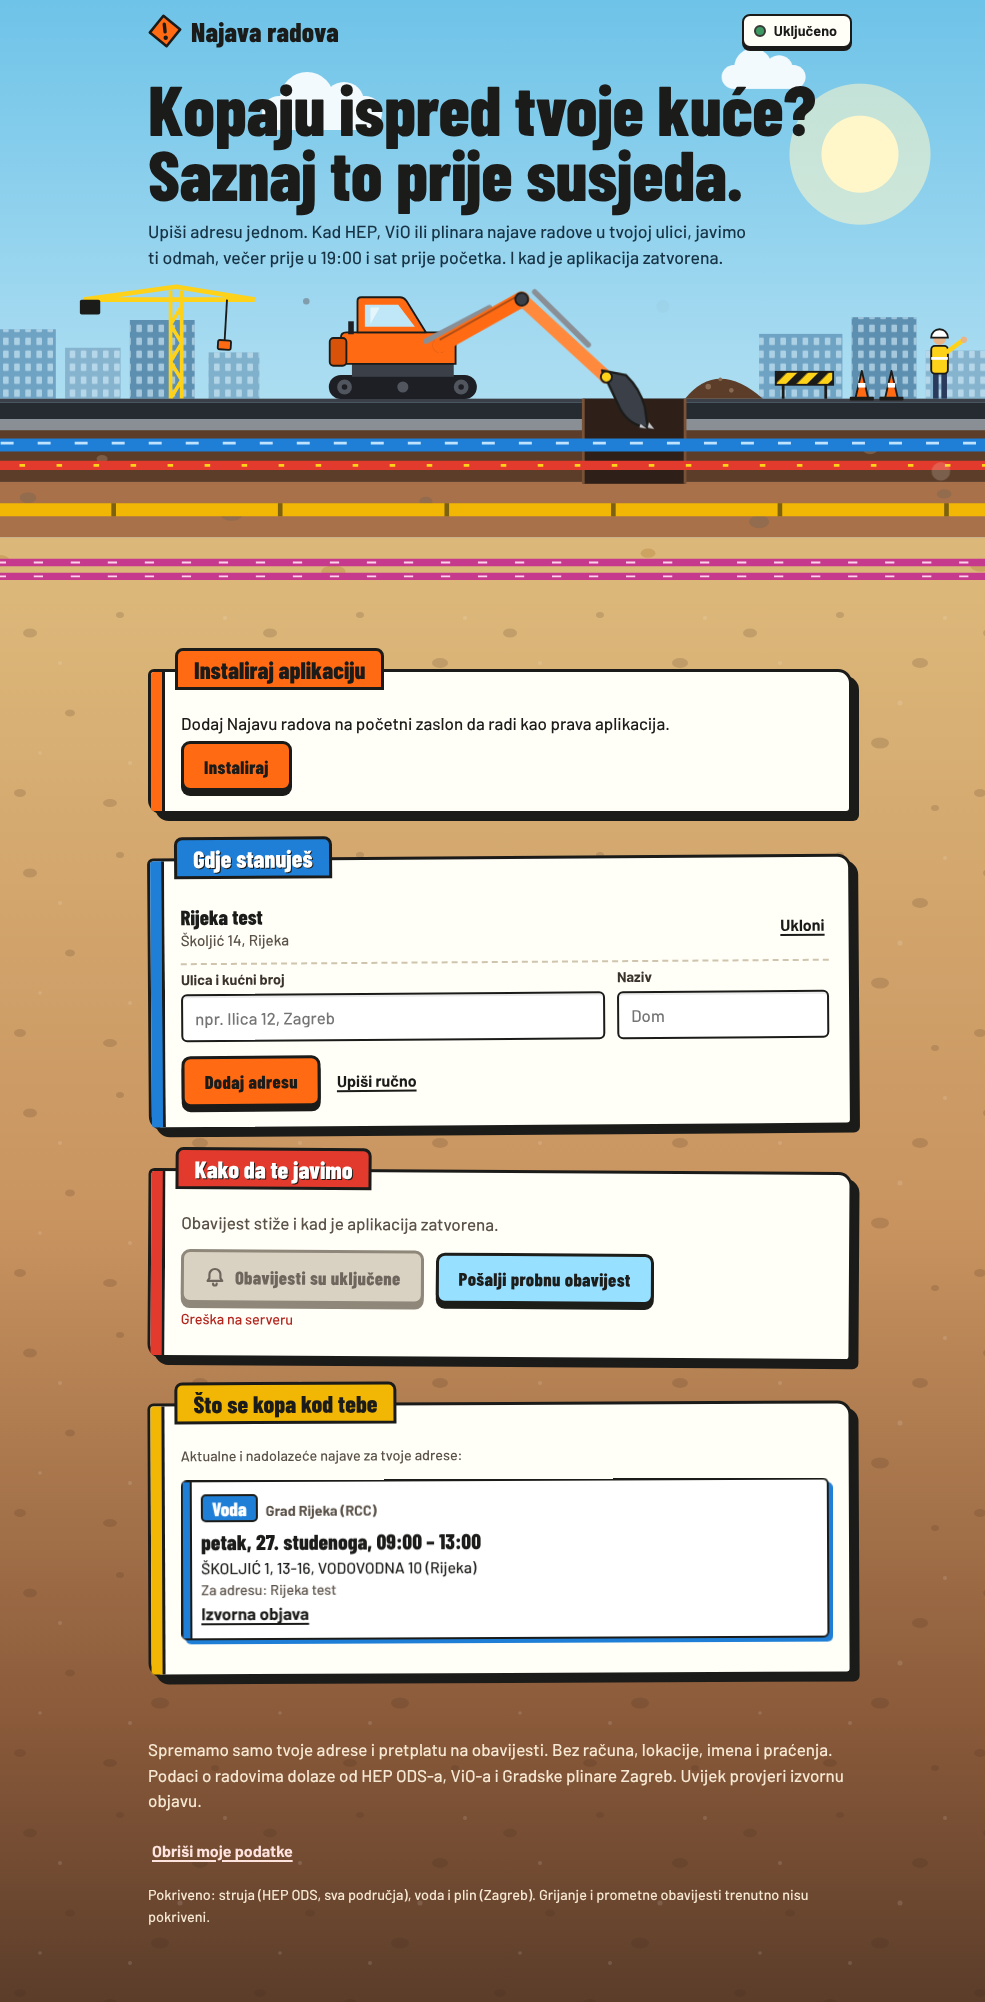 Najava radova
Uključeno
Kopaju ispred tvoje kuće?
Saznaj to prije susjeda.
Upiši adresu jednom. Kad HEP, ViO ili plinara najave radove u tvojoj ulici, javimo
ti odmah, večer prije u 19:00 i sat prije početka. I kad je aplikacija zatvorena.
Instaliraj aplikaciju
Dodaj Najavu radova na početni zaslon da radi kao prava aplikacija.
Instaliraj
Gdje stanuješ
Rijeka test
Školjić 14, Rijeka
Ukloni
Ulica i kućni broj
Naziv
npr. Ilica 12, Zagreb
Dom
Dodaj adresu
Upiši ručno
Kako da te javimo
Obavijest stiže i kad je aplikacija zatvorena.
Obavijesti su uključene
Pošalji probnu obavijest
Greška na serveru
Što se kopa kod tebe
Aktualne i nadolazeće najave za tvoje adrese:
Voda
Grad Rijeka (RCC)
petak, 27. studenoga, 09:00 – 13:00
ŠKOLJIĆ 1, 13-16, VODOVODNA 10 (Rijeka)
Za adresu: Rijeka test
Izvorna objava
Spremamo samo tvoje adrese i pretplatu na obavijesti. Bez računa, lokacije, imena i praćenja.
Podaci o radovima dolaze od HEP ODS-a, ViO-a i Gradske plinare Zagreb. Uvijek provjeri izvornu
objavu.
Obriši moje podatke
Pokriveno: struja (HEP ODS, sva područja), voda i plin (Zagreb). Grijanje i prometne obavijesti trenutno nisu
pokriveni.